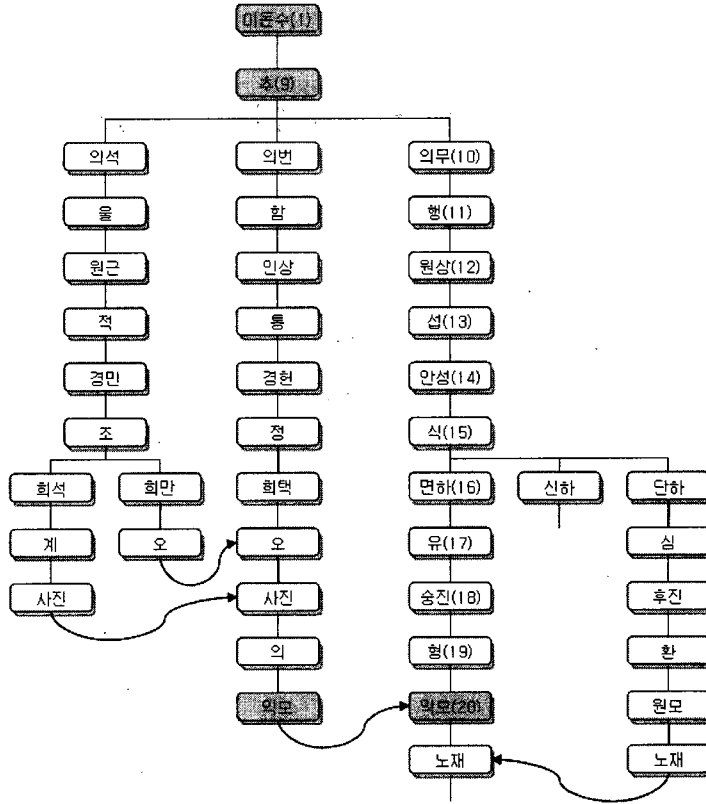 이돈수(1)
추(9)
의석 의번 의무(10)
울 함 행(11)
원근 인상 원상(12)
적 통 섭(13)
경민 경헌 안성(14)
조 정 식(15)
희석 희만 희택 면하(16) 신하 단하
계 오 오 유(17) 심
사진 사진 숭진(18) 후진
의 형(19) 환
익모 익모(20) 원모
노재 노재